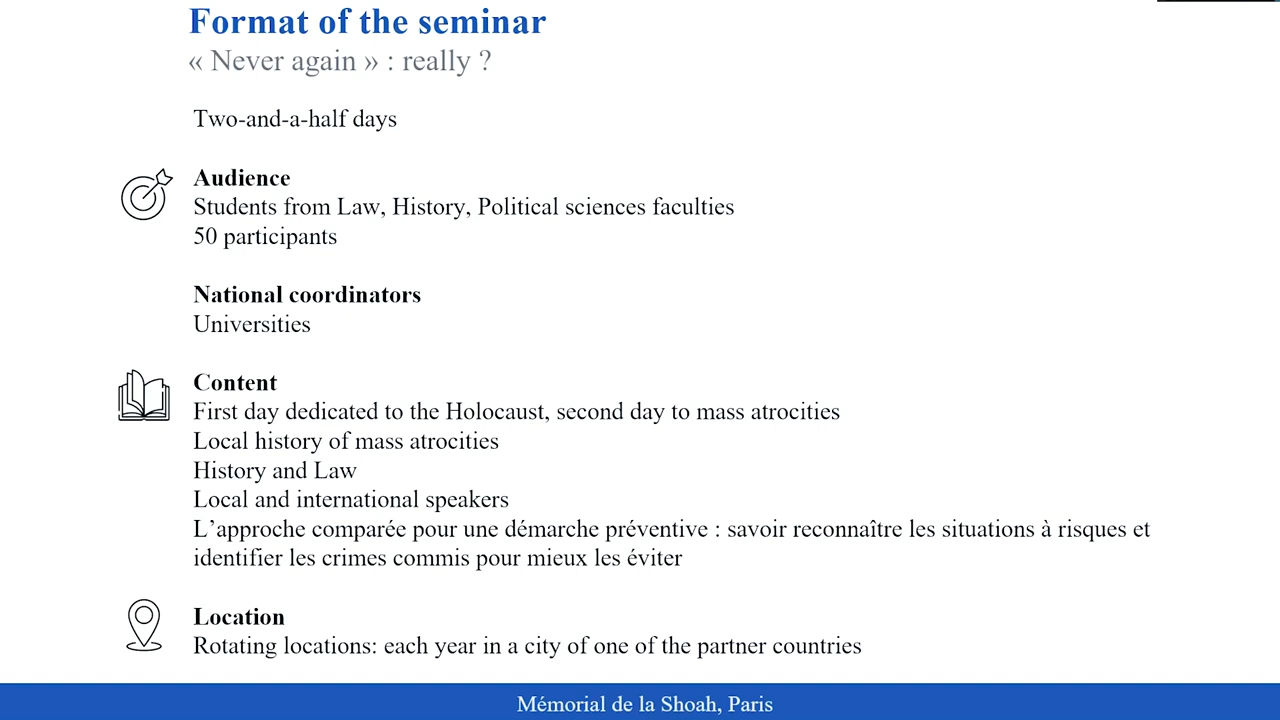 Format of the seminar
« Never again » : really ?
Two-and-a-half days
Audience
Students from Law, History, Political sciences faculties
50 participants
National coordinators
Universities
Content
First day dedicated to the Holocaust, second day to mass atrocities
Local history of mass atrocities
History and Law
Local and international speakers
L’approche comparée pour une démarche préventive : savoir reconnaître les situations à risques et
identifier les crimes commis pour mieux les éviter
Location
Rotating locations: each year in a city of one of the partner countries
Mémorial de la Shoah, Paris